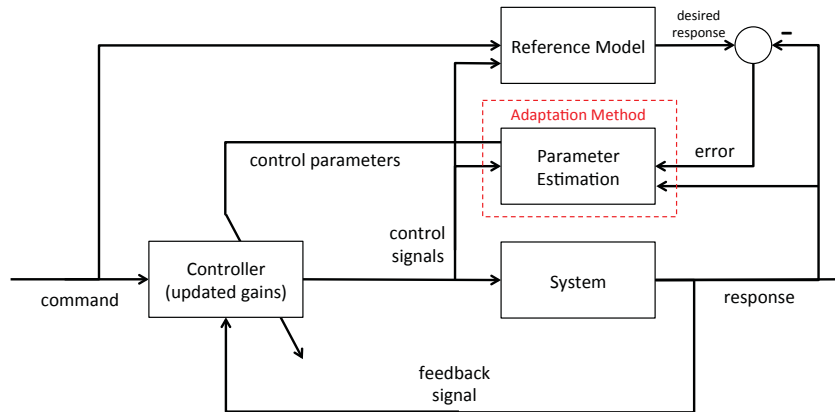 desired
response
-
Reference Model
Adaptation Method
control parameters
Parameter
Estimation
error
control
signals
Controller
(updated gains)
System
command
response
feedback
signal